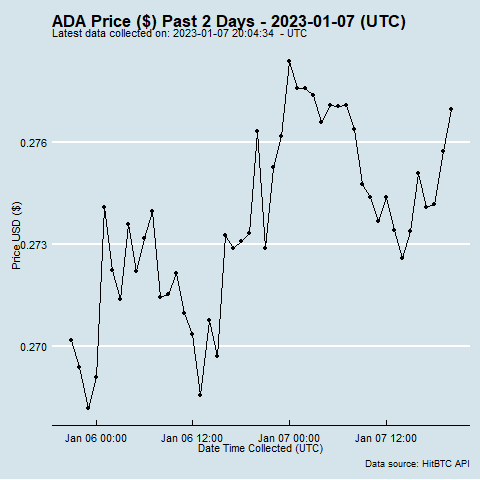 ADA Price ($) Past 2 Days - 2023-01-07 (UTC)
Latest data collected on: 2023-01-07 20:04:34 - UTC
0.276
0.273
0.270
Price USD ($)
Jan 06 00:00 Jan 06 12:00 Jan 07 00:00 Jan 07 12:00
Date Time Collected (UTC)
Data source: HitBTC API